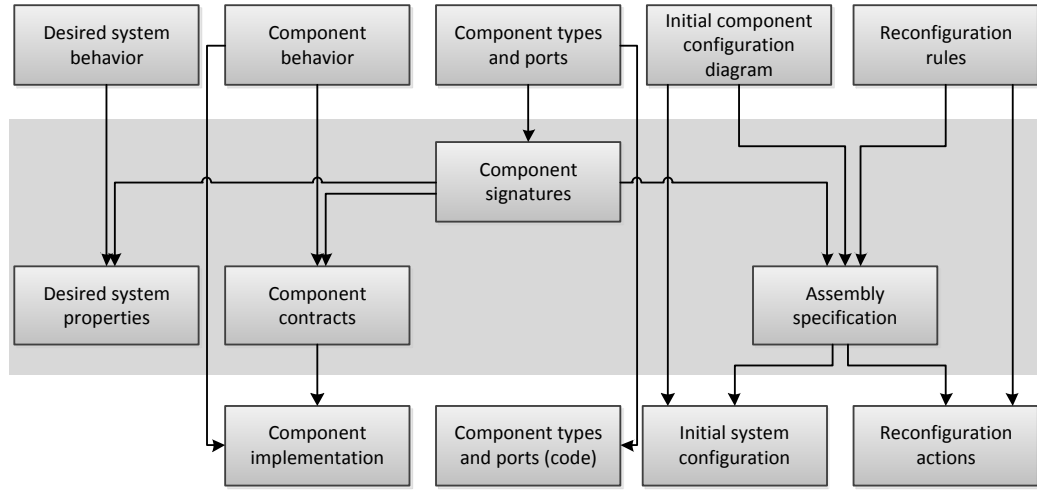 Desired system
behavior
Component
behavior
Component types
and ports
Initial component
configuration
diagram
Reconfiguration
rules
Component
signatures
Desired system
properties
Component
contracts
Assembly
specification
Component
implementation
Component types
and ports (code)
Initial system
configuration
Reconfiguration
actions